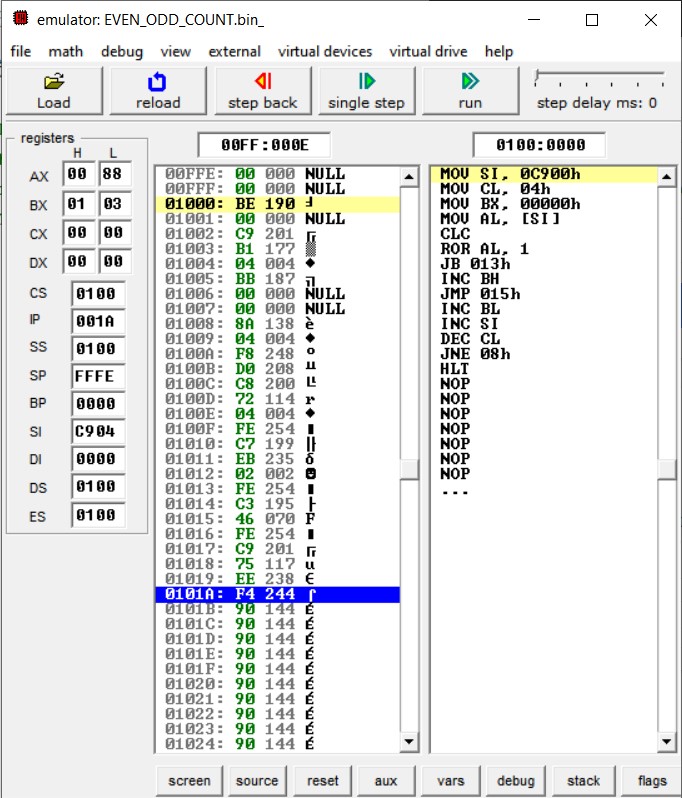 emulator: EVEN_ODD_COUNT.bin_
file math debug view external virtual devices virtual drive help
Load reload step back single step run step delay ms: 0
registers 00FF:000E 0100:0000
H L
AX 00 88
BX 01 03
CX 00 00
DX 00 00
CS 0100
IP 001A
SS 0100
SP FFFE
BP 0000
SI C904
DI 0000
DS 0100
ES 0100
00FFE: 00 000 NULL
00FFF: 00 000 NULL
01000: BE 190 ╛
01001: 00 000 NULL
01002: C9 201 ╔
01003: B1 177 ▒
01004: 04 004 ♦
01005: BB 187 ╗
01006: 00 000 NULL
01007: 00 000 NULL
01008: 8A 138 è
01009: 04 004 ♦
0100A: F8 248 °
0100B: D0 208 ╨
0100C: C8 200 ╚
0100D: 72 114 r
0100E: 04 004 ♦
0100F: FE 254 ■
01010: C7 199 ╟
01011: EB 235 δ
01012: 02 002 ☻
01013: FE 254 ■
01014: C3 195 ├
01015: 46 070 F
01016: FE 254 ■
01017: C9 201 ╔
01018: 75 117 u
01019: EE 238 ∈
0101A: F4 244 ⌠
0101B: 90 144 É
0101C: 90 144 É
0101D: 90 144 É
0101E: 90 144 É
0101F: 90 144 É
01020: 90 144 É
01021: 90 144 É
01022: 90 144 É
01023: 90 144 É
01024: 90 144 É
MOV SI, 0C900h
MOV CL, 04h
MOV BX, 00000h
MOV AL, [SI]
CLC
ROR AL, 1
JB 013h
INC BH
JMP 015h
INC BL
INC SI
DEC CL
JNE 08h
HLT
NOP
NOP
NOP
NOP
NOP
NOP
...
screen source reset aux vars debug stack flags